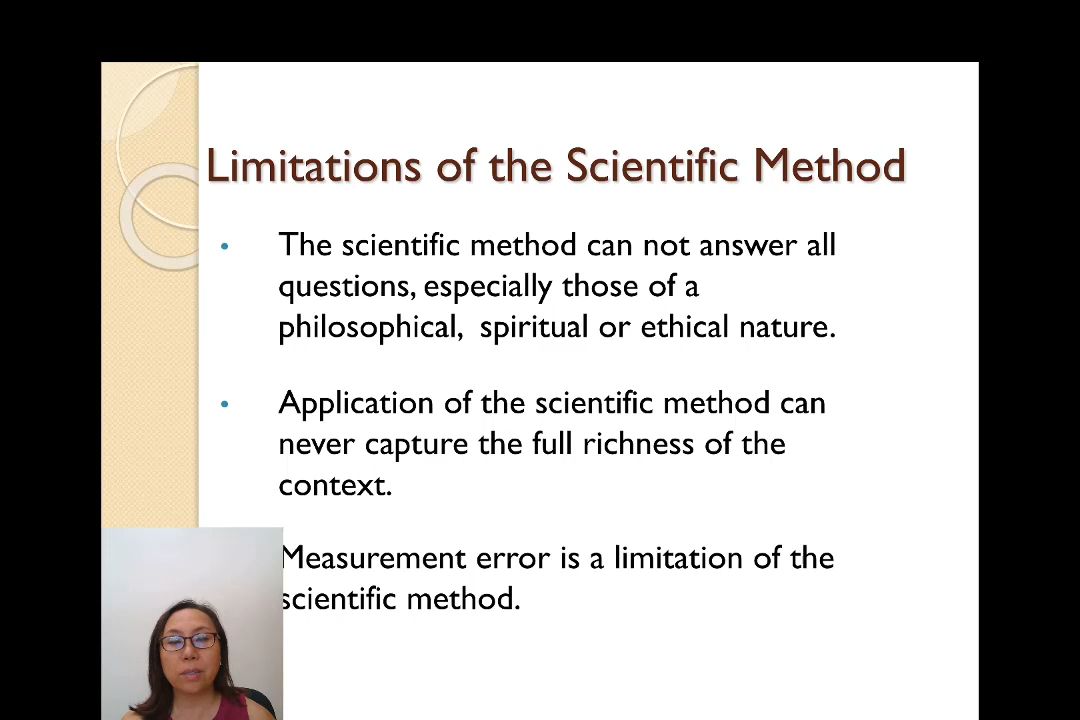 Limitations of the Scientific Method
• The scientific method can not answer all
questions, especially those of a
philosophical, spiritual or ethical nature.
• Application of the scientific method can
never capture the full richness of the
context.
Measurement error is a limitation of the
scientific method.